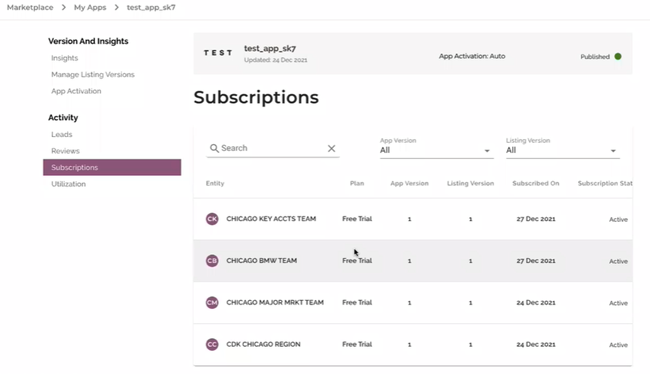 Marketplace > My Apps > test_app_sk7
Version And Insights
Insights
Manage Listing Versions
App Activation
Activity
Leads
Reviews
Subscriptions
Utilization
TEST test_app_sk7
Updated: 24 Dec 2021
App Activation: Auto
Published
Subscriptions
Search
App Version
All
Listing Version
All
Entity Plan App Version Listing Version Subscribed On Subscription Stat
CK CHICAGO KEY ACCTS TEAM Free Trial 1 1 27 Dec 2021 Active
CB CHICAGO BMW TEAM Free Trial 1 1 27 Dec 2021 Active
CM CHICAGO MAJOR MRKT TEAM Free Trial 1 1 24 Dec 2021 Active
CC CDK CHICAGO REGION Free Trial 1 1 24 Dec 2021 Active